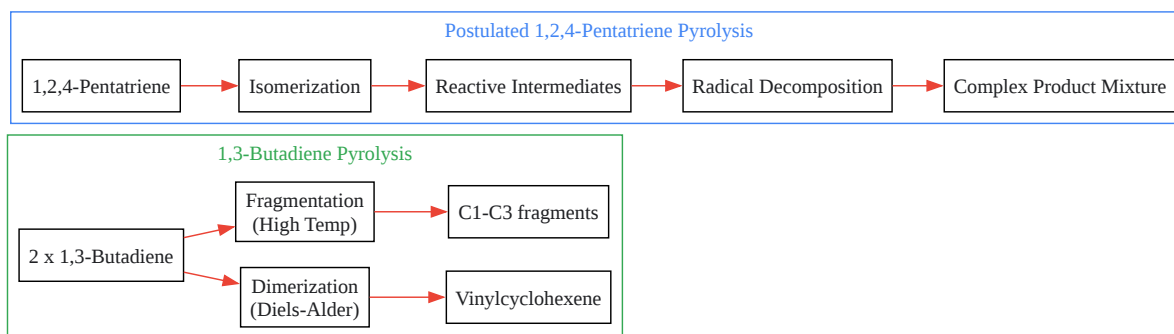 Postulated 1,2,4-Pentatriene Pyrolysis
1,2,4-Pentatriene
Isomerization
Reactive Intermediates
Radical Decomposition
Complex Product Mixture
1,3-Butadiene Pyrolysis
2 x 1,3-Butadiene
Fragmentation
(High Temp)
C1-C3 fragments
Dimerization
(Diels-Alder)
Vinylcyclohexene